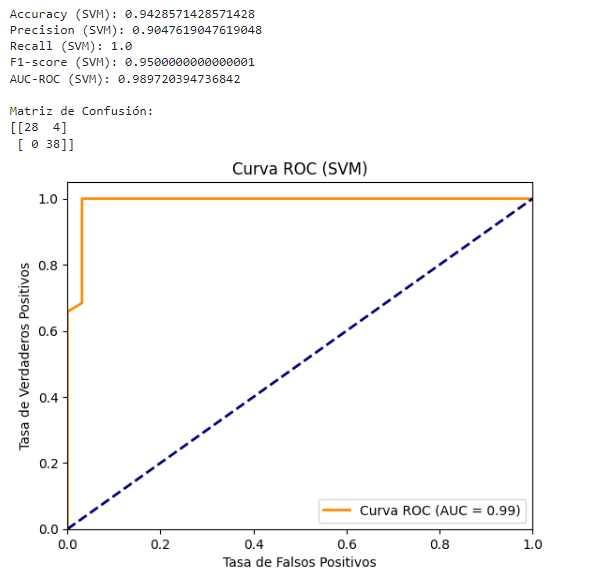 Accuracy (SVM): 0.9428571428571428
Precision (SVM): 0.9047619047619048
Recall (SVM): 1.0
F1-score (SVM): 0.9500000000000001
AUC-ROC (SVM): 0.989720394736842
Matriz de Confusión:
[[28  4]
 [ 0 38]]
Curva ROC (SVM)
1.0
0.8
0.6
0.4
0.2
0.0
Tasa de Verdaderos Positivos
Curva ROC (AUC = 0.99)
0.0 0.2 0.4 0.6 0.8 1.0
Tasa de Falsos Positivos